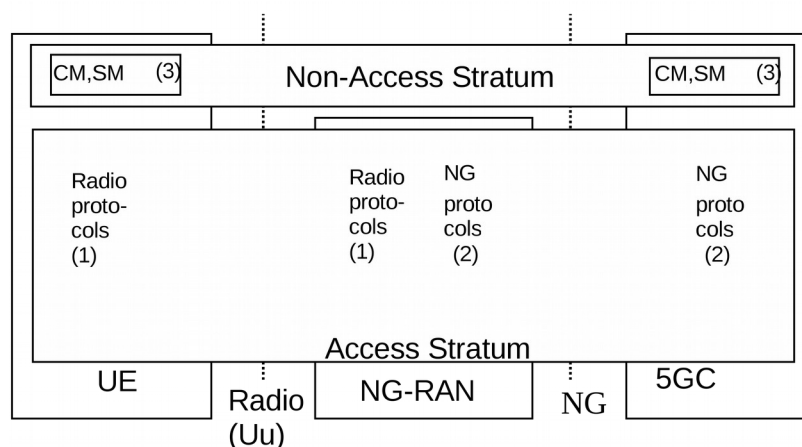 CM,SM (3)
Non-Access Stratum
CM,SM (3)
Radio
proto-
cols
(1)
Radio
proto-
cols
(1)
NG
proto
cols
(2)
NG
proto
cols
(2)
Access Stratum
UE
Radio
(Uu)
NG-RAN
NG
5GC